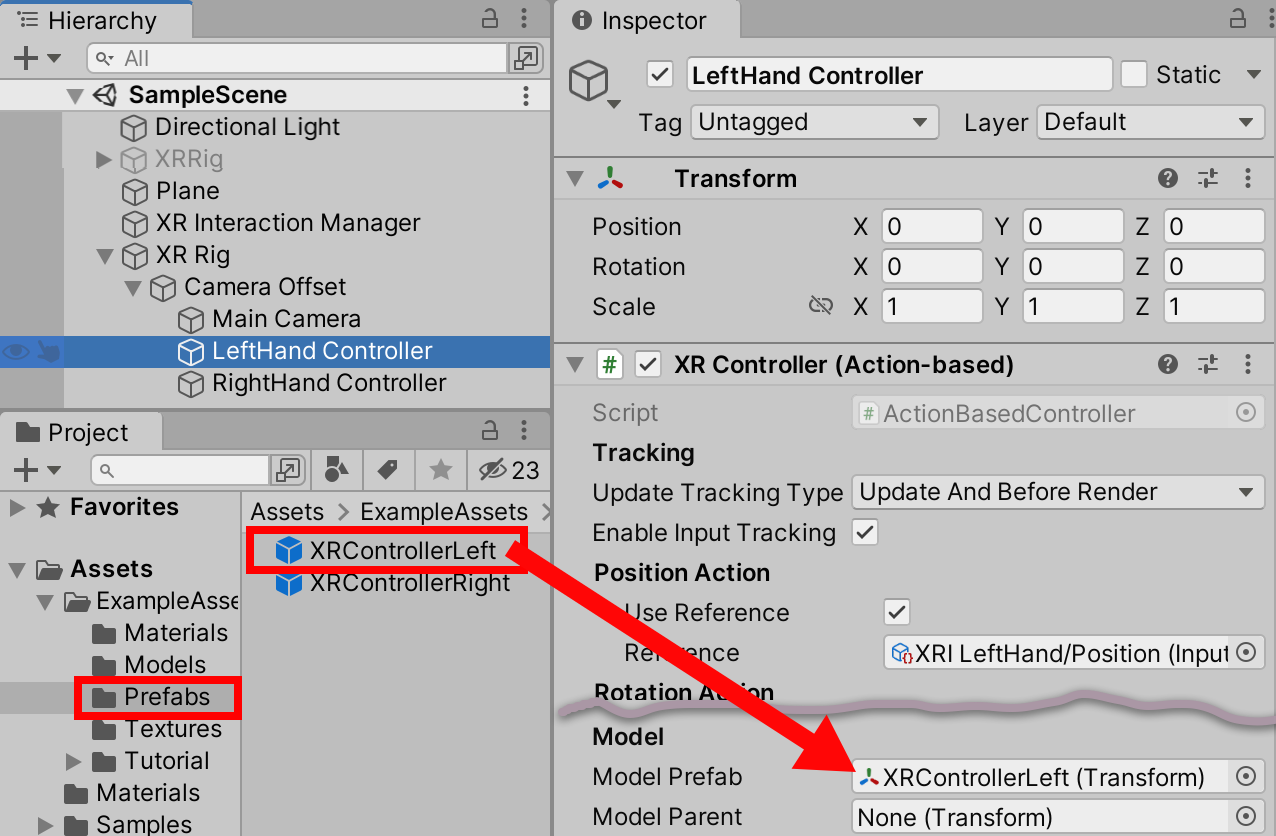 Hierarchy
All
SampleScene
Directional Light
XRRig
Plane
XR Interaction Manager
XR Rig
Camera Offset
Main Camera
LeftHand Controller
RightHand Controller
Project
23
Favorites
Assets
ExampleAsse
Materials
Models
Prefabs
Textures
Tutorial
Materials
Samples
Assets > ExampleAssets >
XRControllerLeft
XRControllerRight
Inspector
LeftHand Controller
Static
Tag Untagged Layer Default
Transform
Position X 0 Y 0 Z 0
Rotation X 0 Y 0 Z 0
Scale X 1 Y 1 Z 1
# XR Controller (Action-based)
Script # ActionBasedController
Tracking
Update Tracking Type Update And Before Render
Enable Input Tracking
Position Action
Use Reference
Reference XRI LeftHand/Position (Input
Rotation Action
Model
Model Prefab XRControllerLeft (Transform)
Model Parent None (Transform)